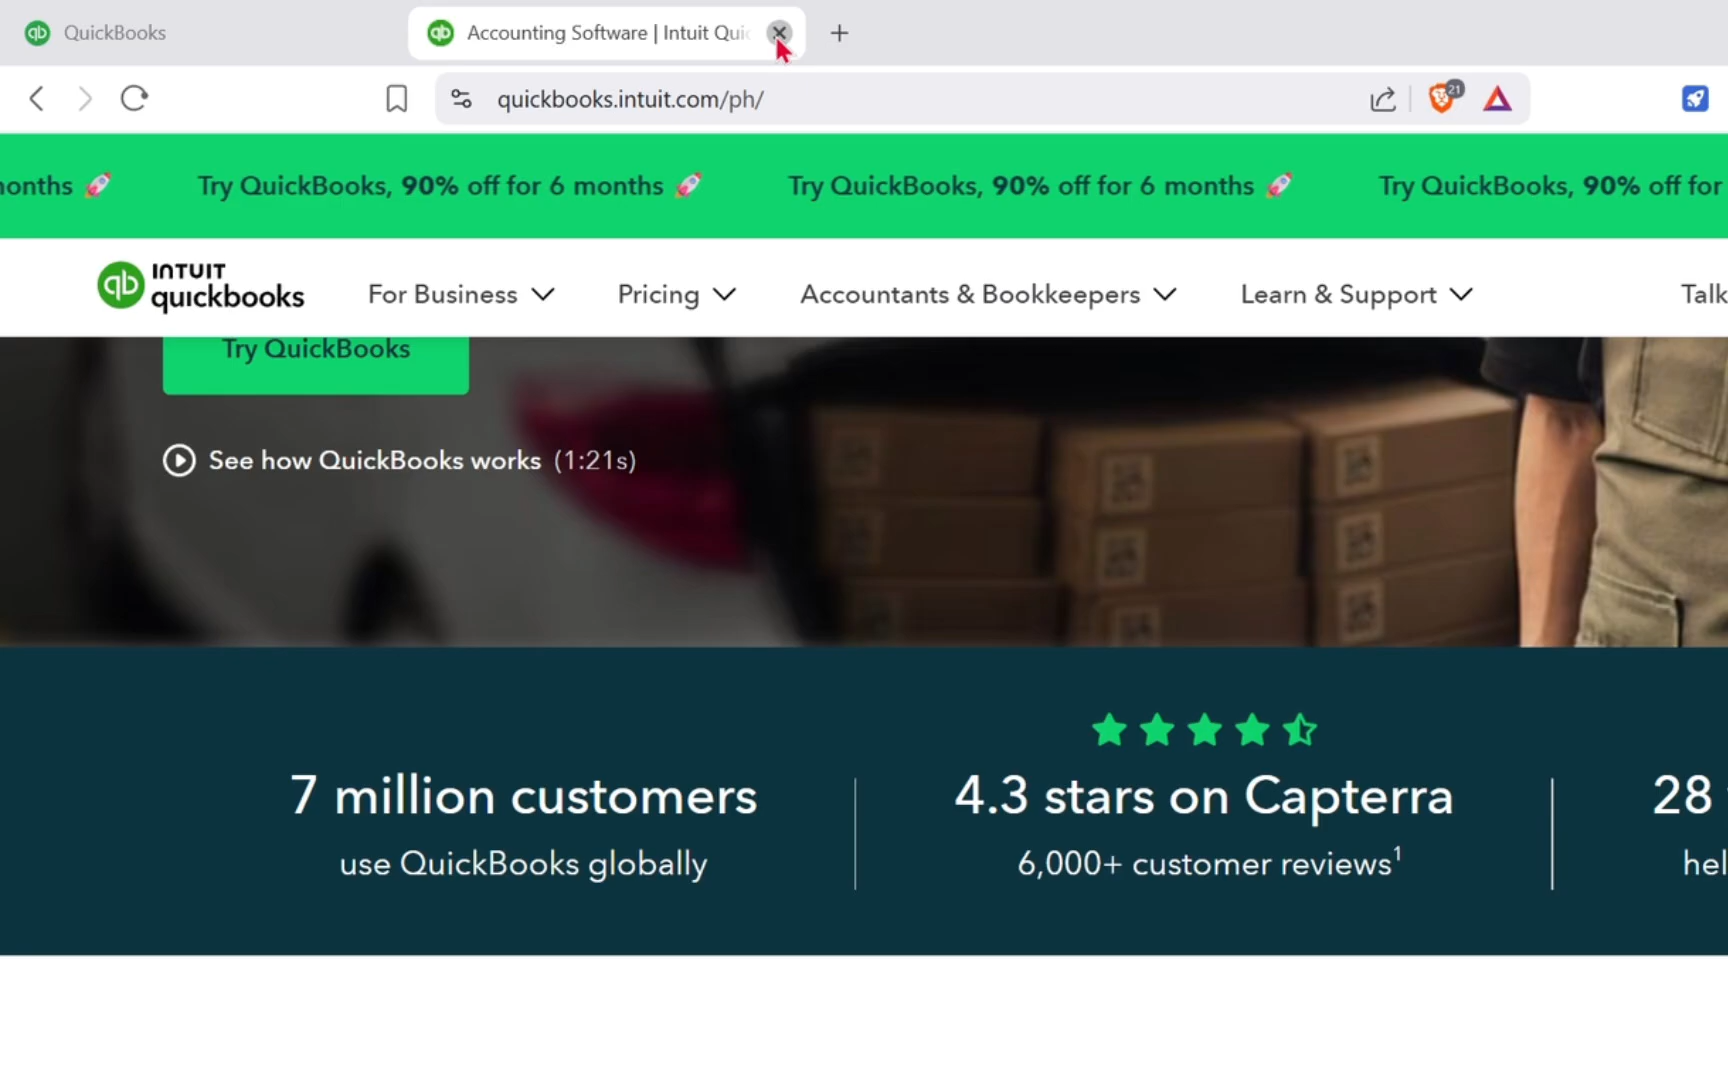 QuickBooks
Accounting Software | Intuit Quic
quickbooks.intuit.com/ph/
21
months 🚀 Try QuickBooks, 90% off for 6 months 🚀 Try QuickBooks, 90% off for 6 months 🚀 Try QuickBooks, 90% off for
qb INTUIT
quickbooks
For Business Pricing Accountants & Bookkeepers Learn & Support Talk
Try QuickBooks
See how QuickBooks works (1:21s)
7 million customers
use QuickBooks globally
4.3 stars on Capterra
6,000+ customer reviews¹
28
hel